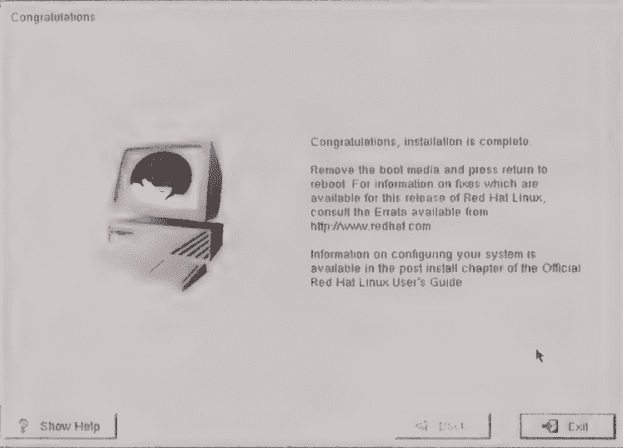 Congratulations
Congratulations, installation is complete.
Remove the boot media and press return to
reboot. For information on fixes which are
available for this release of Red Hat Linux,
consult the Errata available from
http://www.redhat.com
Information on configuring your system is
available in the post install chapter of the Official
Red Hat Linux User's Guide
Show Help
Back
Exit